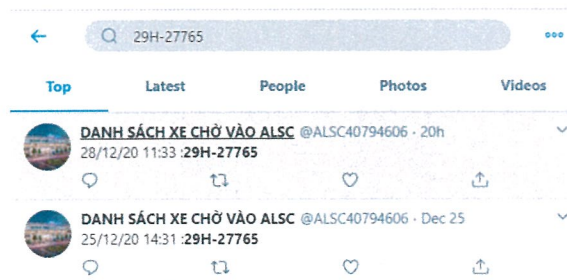 29H-27765
Top Latest People Photos Videos
DANH SÁCH XE CHỜ VÀO ALSC @ALSC40794606 · 20h
28/12/20 11:33 :29H-27765
DANH SÁCH XE CHỜ VÀO ALSC @ALSC40794606 · Dec 25
25/12/20 14:31 :29H-27765